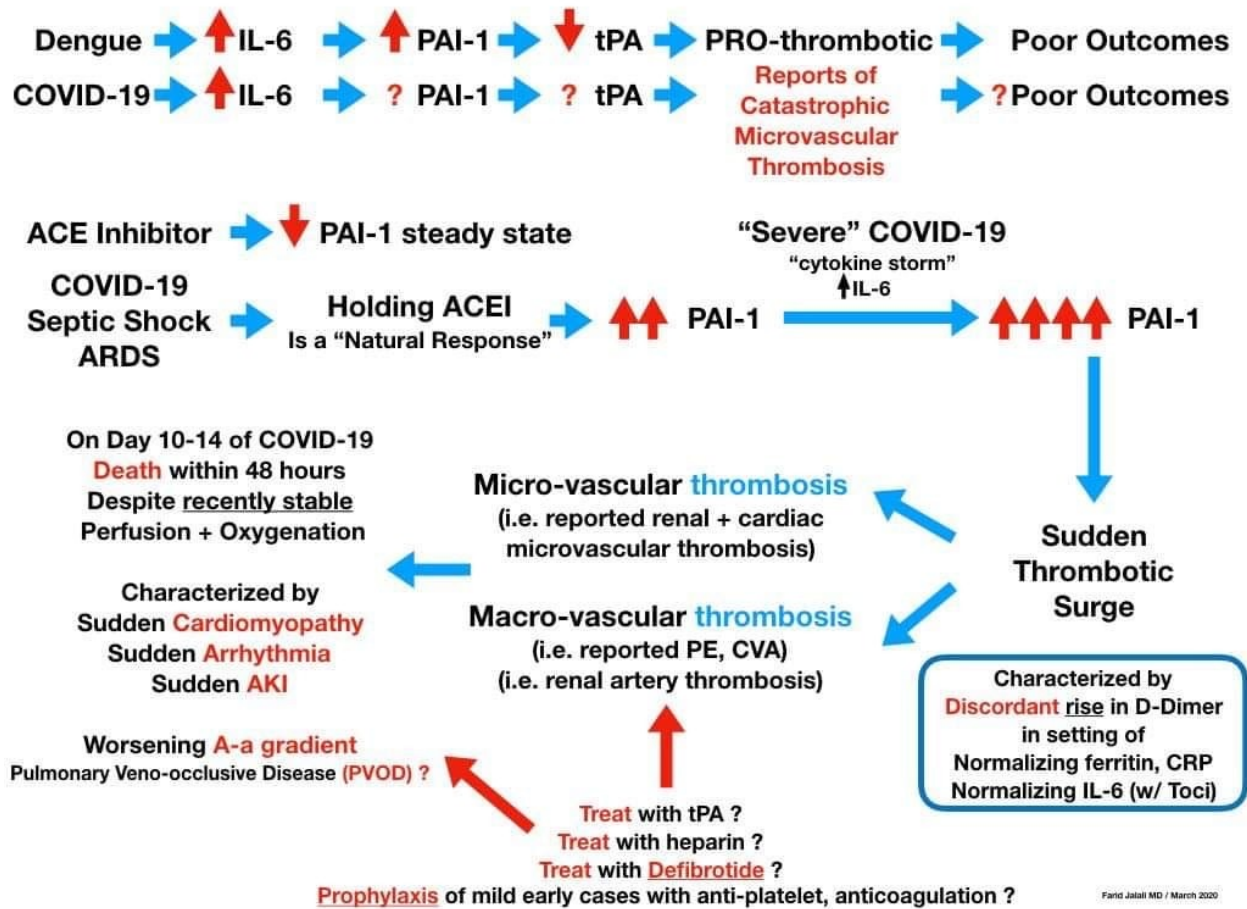 Dengue IL-6 PAI-1 tPA PRO-thrombotic Poor Outcomes
COVID-19 IL-6 ? PAI-1 ? tPA Reports of ? Poor Outcomes
Catastrophic
Microvascular
Thrombosis
ACE Inhibitor PAI-1 steady state
"Severe" COVID-19
"cytokine storm"
IL-6
COVID-19
Septic Shock
ARDS
Holding ACEI
Is a "Natural Response"
PAI-1
PAI-1
Sudden
Thrombotic
Surge
Characterized by
Discordant rise in D-Dimer
in setting of
Normalizing ferritin, CRP
Normalizing IL-6 (w/ Toci)
Micro-vascular thrombosis
(i.e. reported renal + cardiac
microvascular thrombosis)
Macro-vascular thrombosis
(i.e. reported PE, CVA)
(i.e. renal artery thrombosis)
On Day 10-14 of COVID-19
Death within 48 hours
Despite recently stable
Perfusion + Oxygenation
Characterized by
Sudden Cardiomyopathy
Sudden Arrhythmia
Sudden AKI
Worsening A-a gradient
Pulmonary Veno-occlusive Disease (PVOD) ?
Treat with tPA ?
Treat with heparin ?
Treat with Defibrotide ?
Prophylaxis of mild early cases with anti-platelet, anticoagulation ?
Farid Jalali MD / March 2020